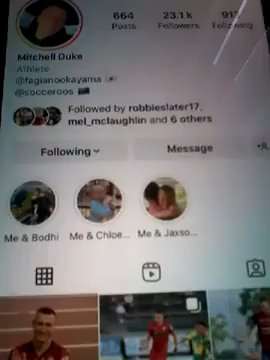 664 23.1k 917
Posts Followers Following
Mitchell Duke
Athlete
@fagianookayama
@socceroos
Followed by robbieslater17,
mel_mclaughlin and 6 others
Following Message
Me & Bodhi Me & Chloe... Me & Jaxso...